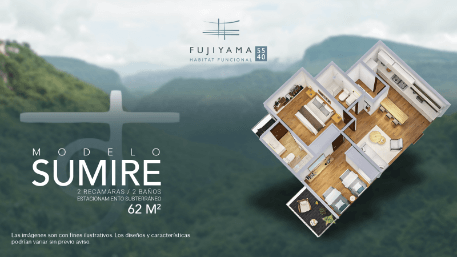 FUJIYAMA 55 40
HABITAT FUNCIONAL
MODELO
SUMIRE
2 RECÁMARAS / 2 BAÑOS
ESTACIONAMIENTO SUBTERRÁNEO
62 M²
Las imágenes son con fines ilustrativos. Los diseños y características
podrían variar sin previo aviso